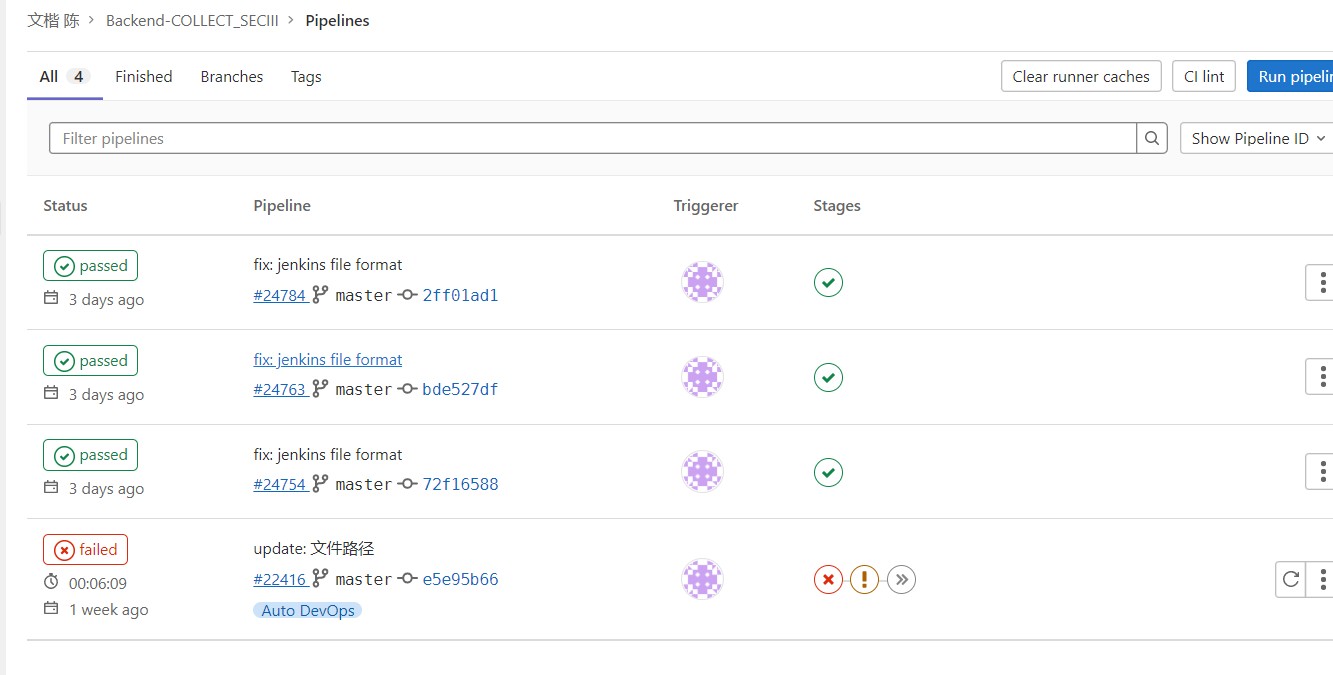 文楷 陈 > Backend-COLLECT_SECIII > Pipelines
All 4 Finished Branches Tags Clear runner caches CI lint Run pipelin
Filter pipelines Show Pipeline ID
Status Pipeline Triggerer Stages
passed fix: jenkins file format
3 days ago #24784 master 2ff01ad1
passed fix: jenkins file format
3 days ago #24763 master bde527df
passed fix: jenkins file format
3 days ago #24754 master 72f16588
failed update: 文件路径
00:06:09 #22416 master e5e95b66
1 week ago Auto DevOps